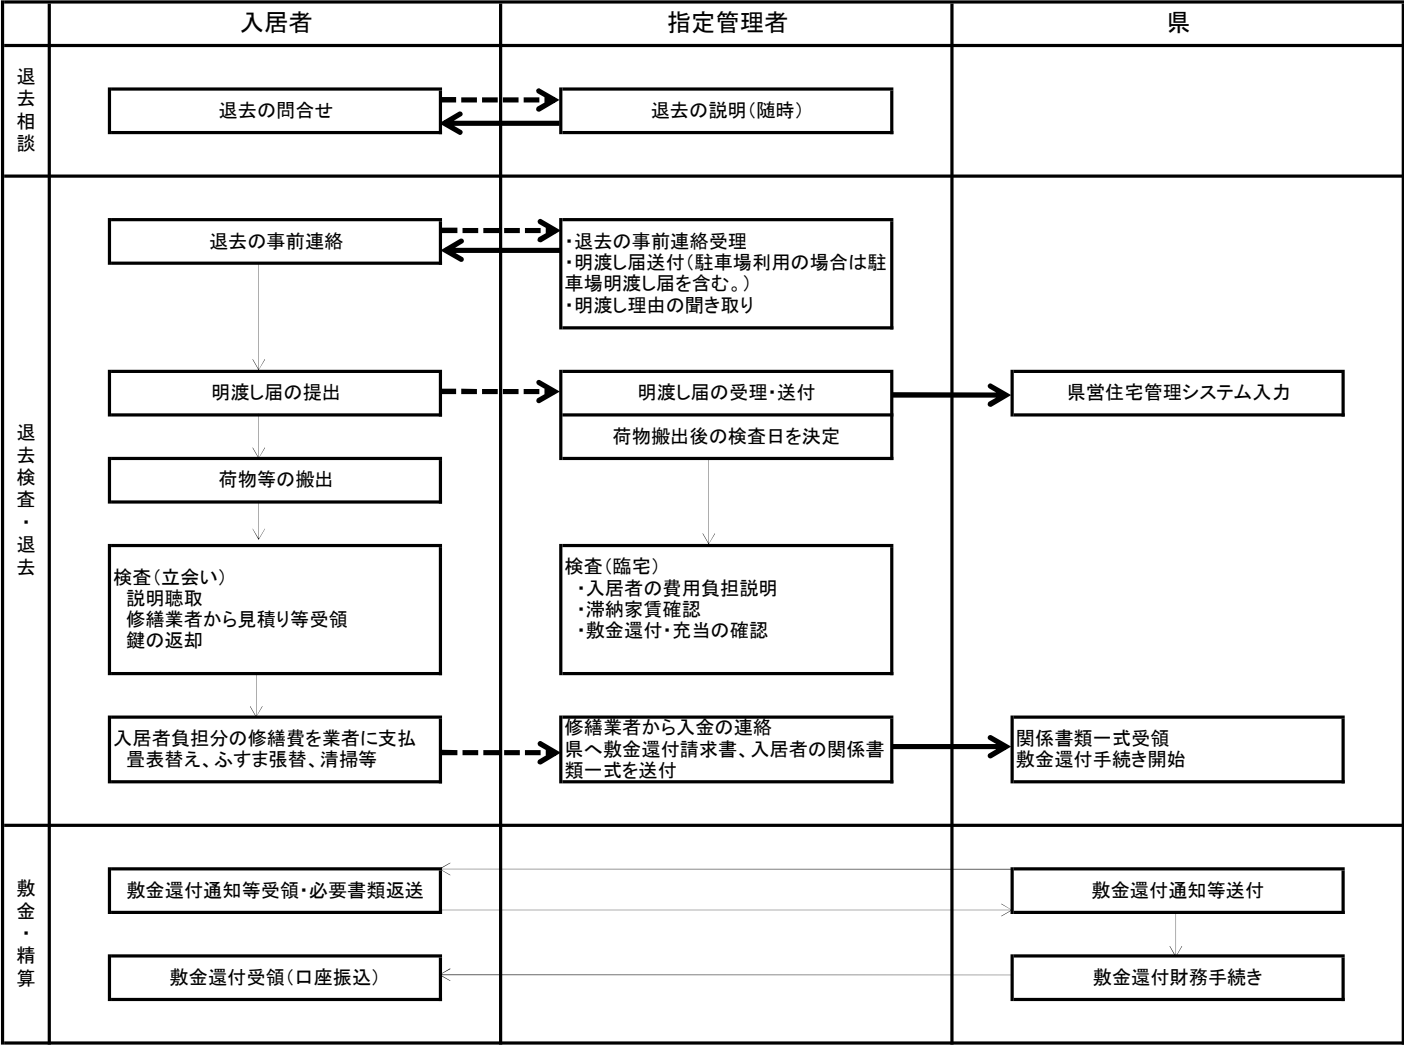 入居者
指定管理者
県
退去相談
退去の問合せ
退去の説明（随時）
退去検査・退去
退去の事前連絡
・退去の事前連絡受理
・明渡し届送付（駐車場利用の場合は駐
車場明渡し届を含む。）
・明渡し理由の聞き取り
明渡し届の提出
明渡し届の受理・送付
県営住宅管理システム入力
荷物搬出後の検査日を決定
荷物等の搬出
検査（立会い）
説明聴取
修繕業者から見積り等受領
鍵の返却
検査（臨宅）
・入居者の費用負担説明
・滞納家賃確認
・敷金還付・充当の確認
入居者負担分の修繕費を業者に支払
畳表替え、ふすま張替、清掃等
修繕業者から入金の連絡
県へ敷金還付請求書、入居者の関係書
類一式を送付
関係書類一式受領
敷金還付手続き開始
敷金・精算
敷金還付通知等受領・必要書類返送
敷金還付通知等送付
敷金還付受領（口座振込）
敷金還付財務手続き